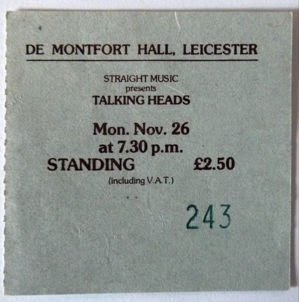 DE MONTFORT HALL, LEICESTER
STRAIGHT MUSIC
presents
TALKING HEADS
Mon. Nov. 26
at 7.30 p.m.
STANDING £2.50
(including V.A.T.)
243